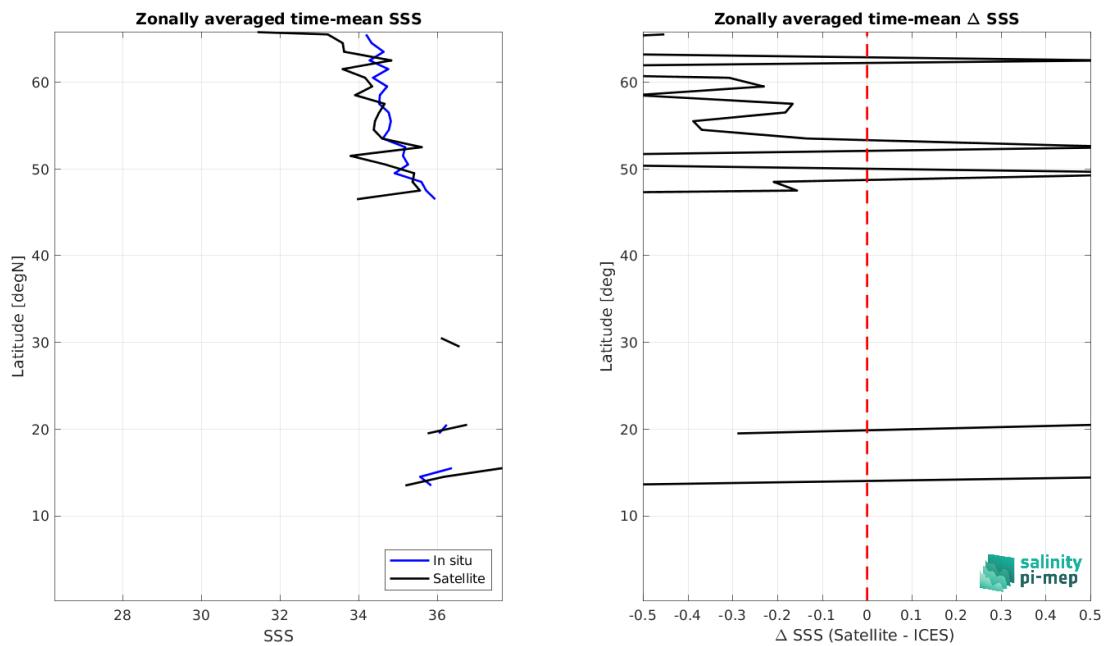 Zonally averaged time-mean SSS
60
50
40
30
20
10
Latitude [degN]
28 30 32 34 36
SSS
In situ
Satellite
Zonally averaged time-mean Δ SSS
60
50
40
30
20
10
Latitude [deg]
-0.5 -0.4 -0.3 -0.2 -0.1 0 0.1 0.2 0.3 0.4 0.5
Δ SSS (Satellite - ICES)
salinity
pi-mep